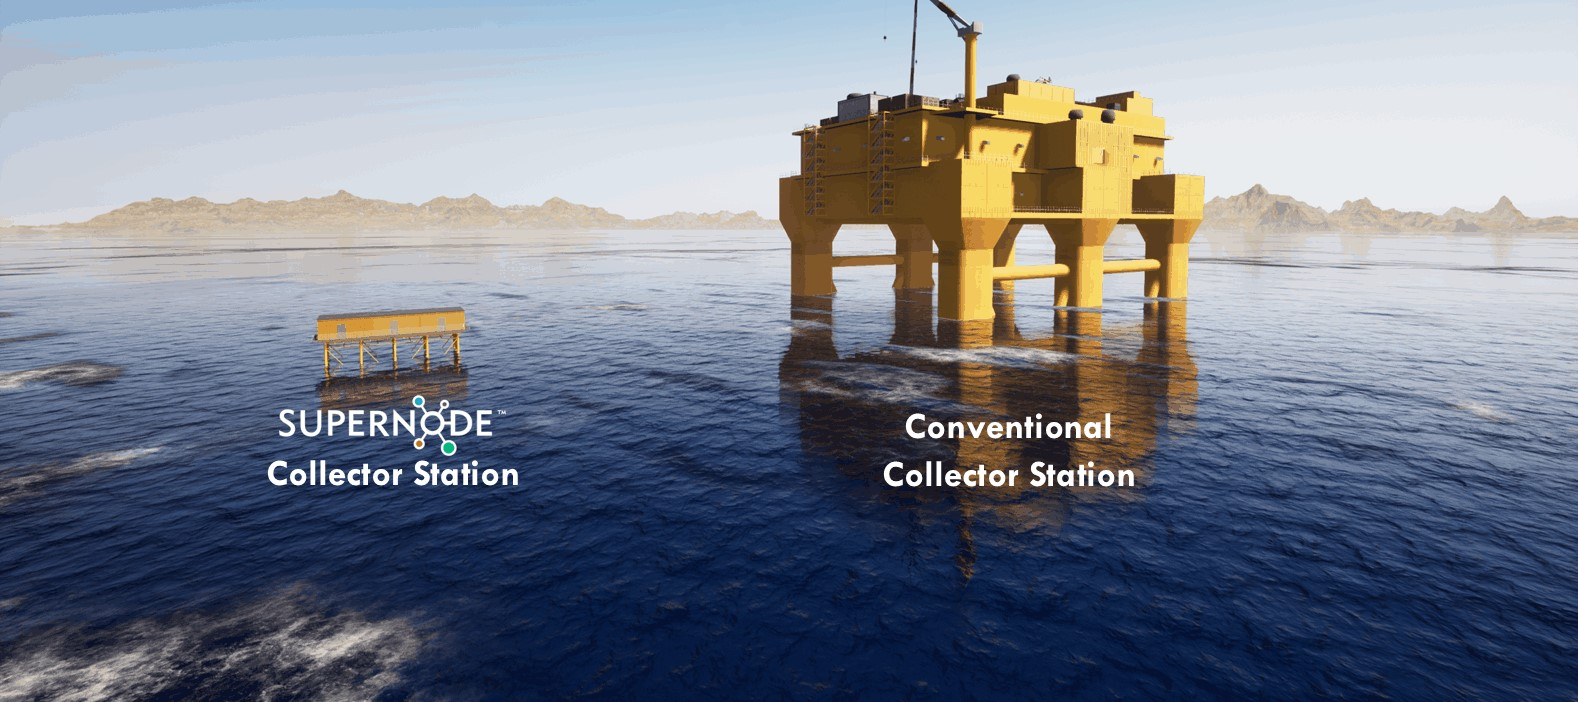 SUPERNODE™
Collector Station
Conventional
Collector Station